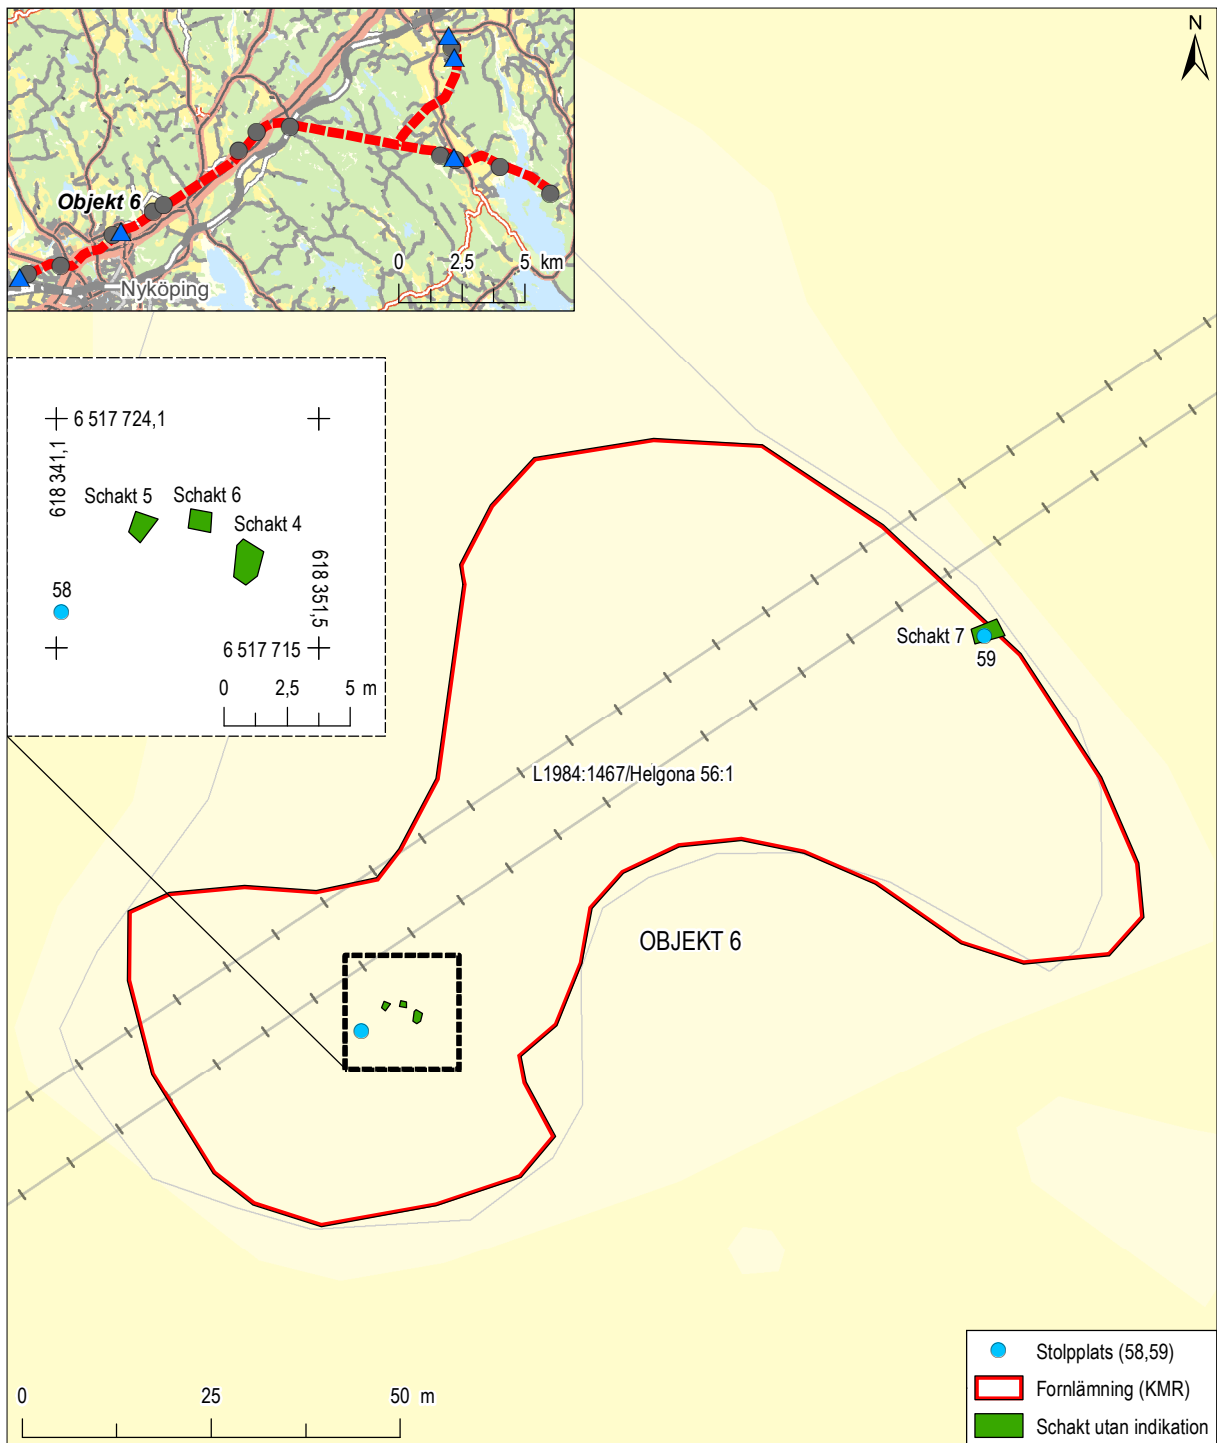 N
Objekt 6
Nyköping
0 2,5 5 km
6 517 724,1
618 341,1
Schakt 5
Schakt 6
Schakt 4
58
618 351,5
6 517 715
0 2,5 5 m
Schakt 7
59
L1984:1467/Helgona 56:1
OBJEKT 6
0 25 50 m
Stolpplats (58,59)
Fornlämning (KMR)
Schakt utan indikation